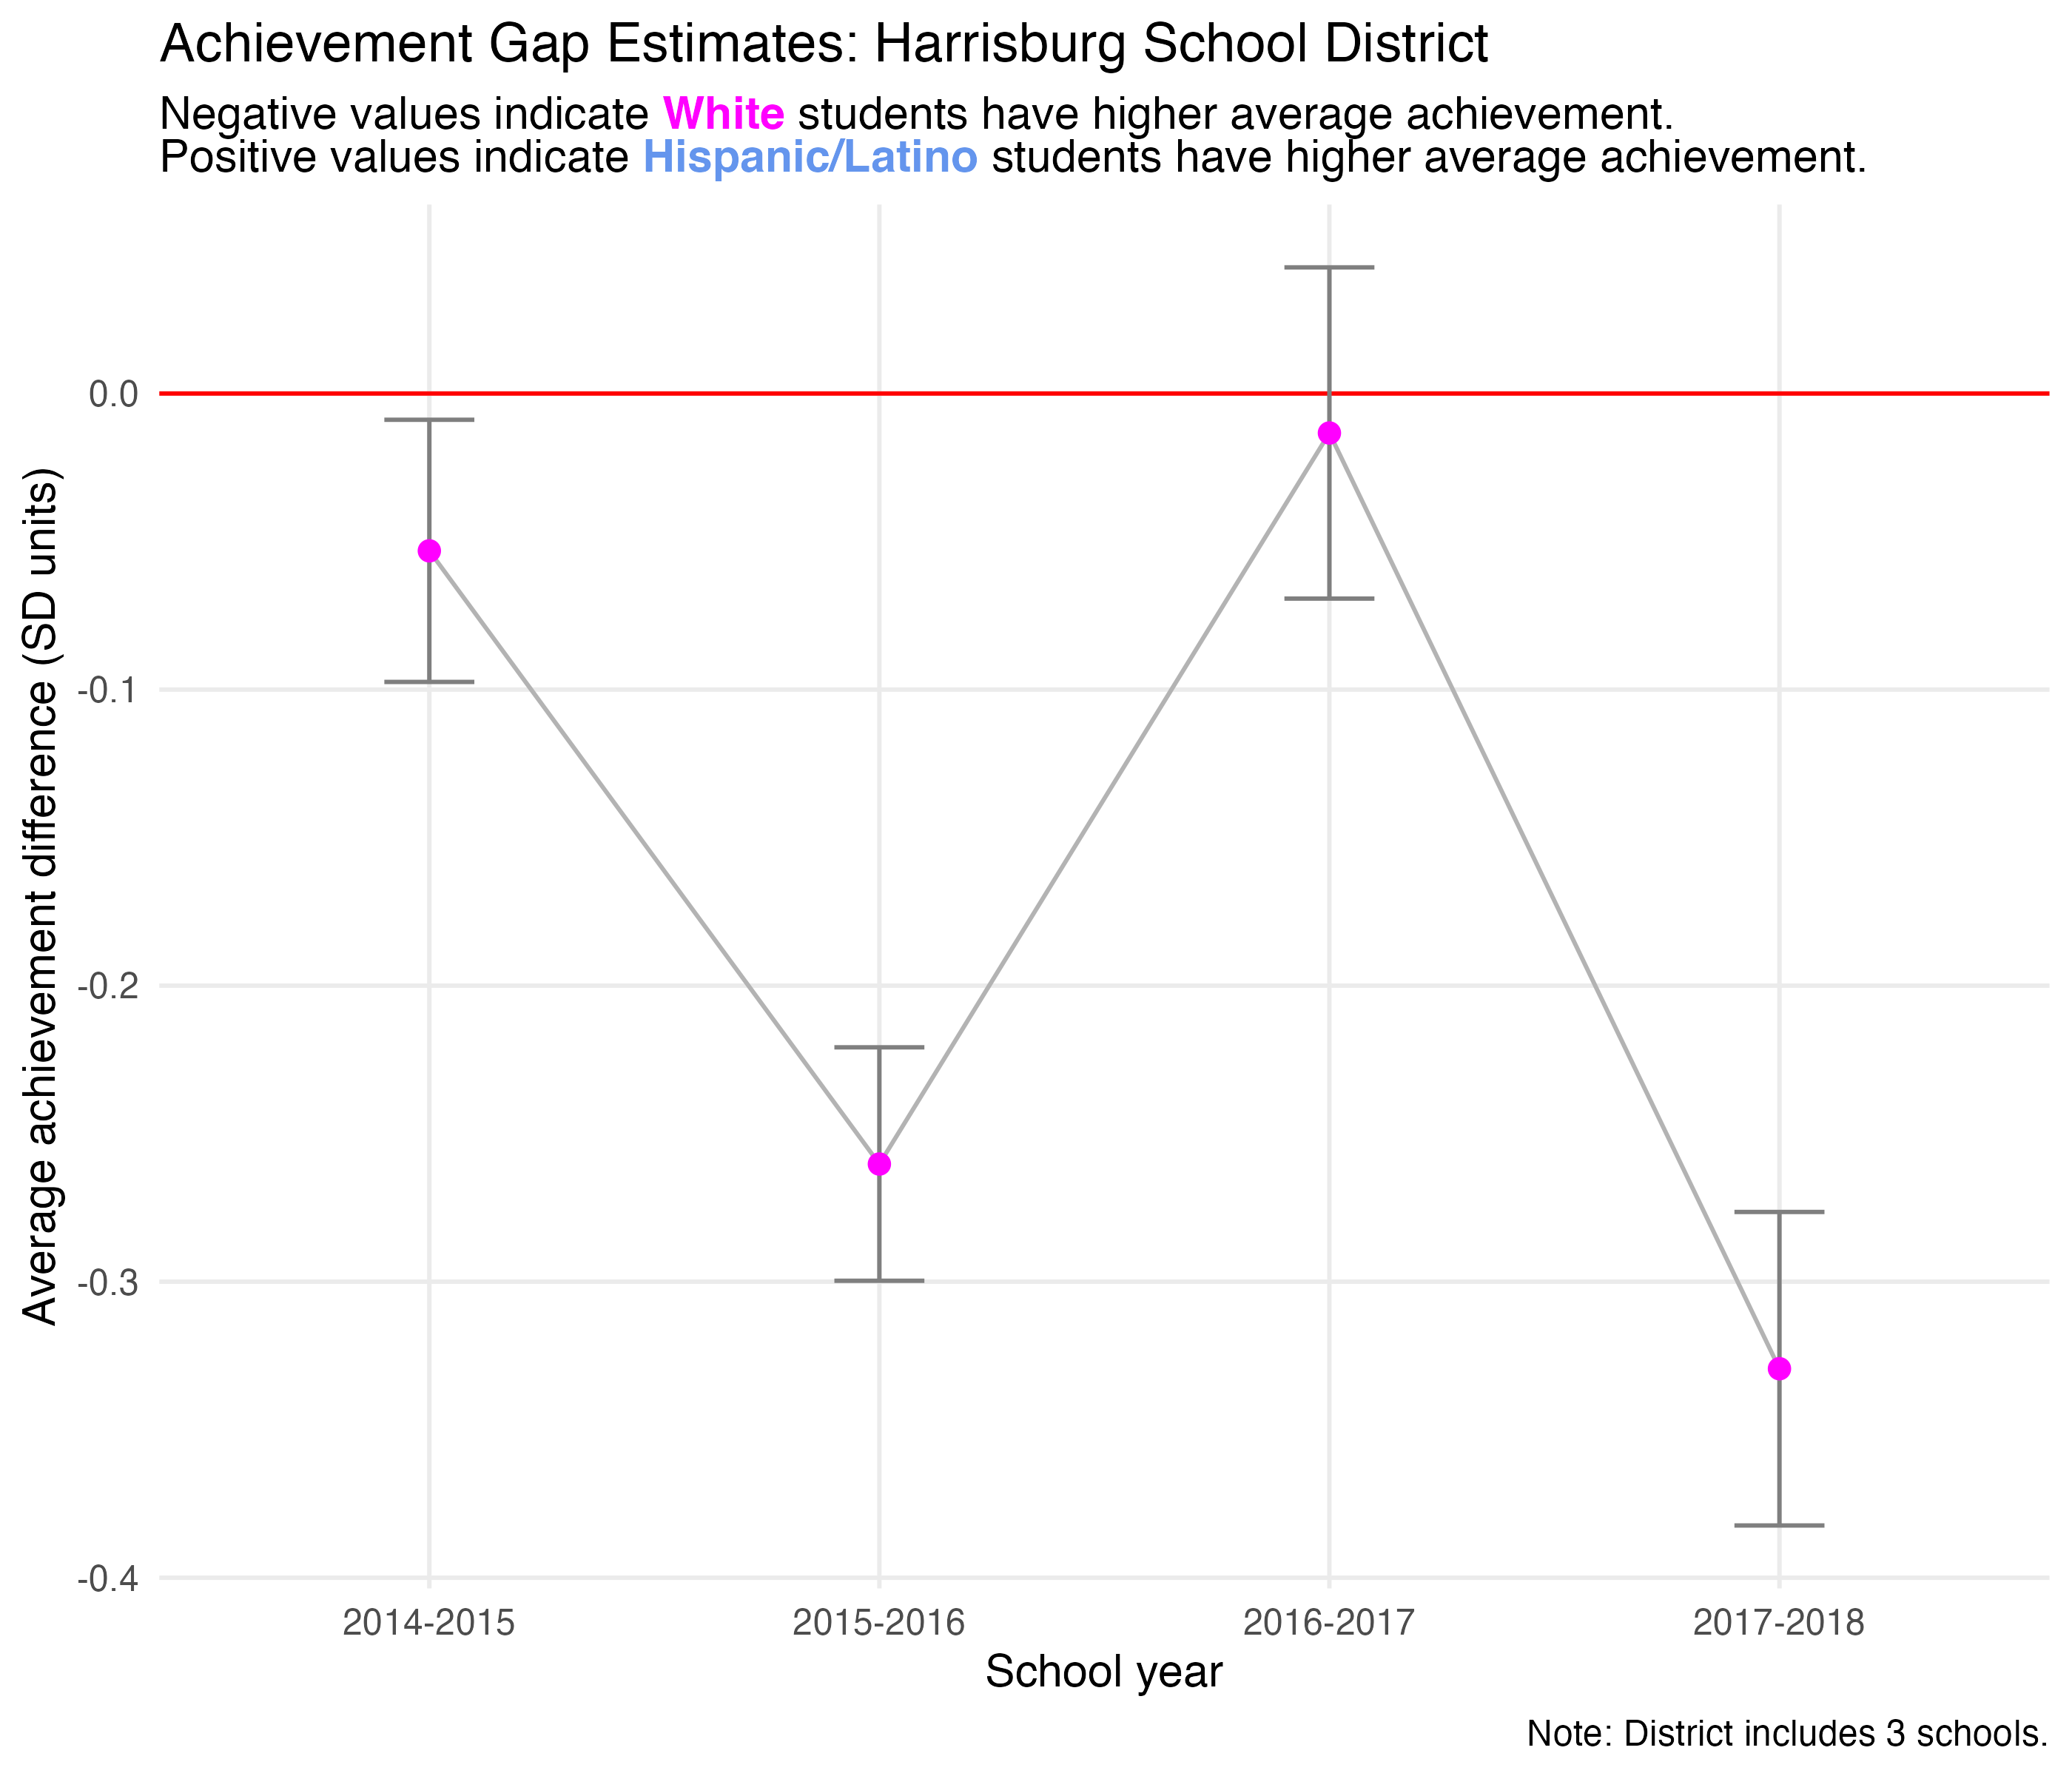 Achievement Gap Estimates: Harrisburg School District
Negative values indicate White students have higher average achievement.
Positive values indicate Hispanic/Latino students have higher average achievement.
Average achievement difference (SD units)
0.0
-0.1
-0.2
-0.3
-0.4
2014-2015 2015-2016 2016-2017 2017-2018
School year
Note: District includes 3 schools.